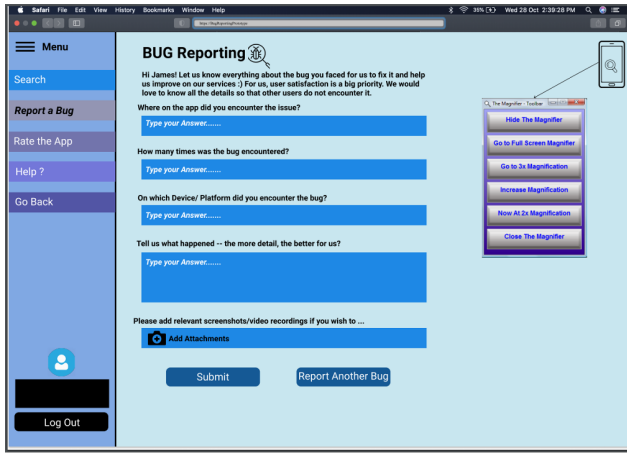 Safari File Edit View History Bookmarks Window Help
35% Wed 28 Oct 2:39:28 PM
https://BugReportingPrototype
Menu
Search
Report a Bug
Rate the App
Help ?
Go Back
Log Out
BUG Reporting
Hi James! Let us know everything about the bug you faced for us to fix it and help
us improve on our services :) For us, user satisfaction is a big priority. We would
love to know all the details so that other users do not encounter it.
Where on the app did you encounter the issue?
Type your Answer.......
How many times was the bug encountered?
Type your Answer.......
On which Device/ Platform did you encounter the bug?
Type your Answer.......
Tell us what happened -- the more detail, the better for us?
Type your Answer.......
Please add relevant screenshots/video recordings if you wish to ...
Add Attachments
Submit
Report Another Bug
The Magnifier - Toolbar
Hide The Magnifier
Go to Full Screen Magnifier
Go to 3x Magnification
Increase Magnification
Now At 2x Magnification
Close The Magnifier